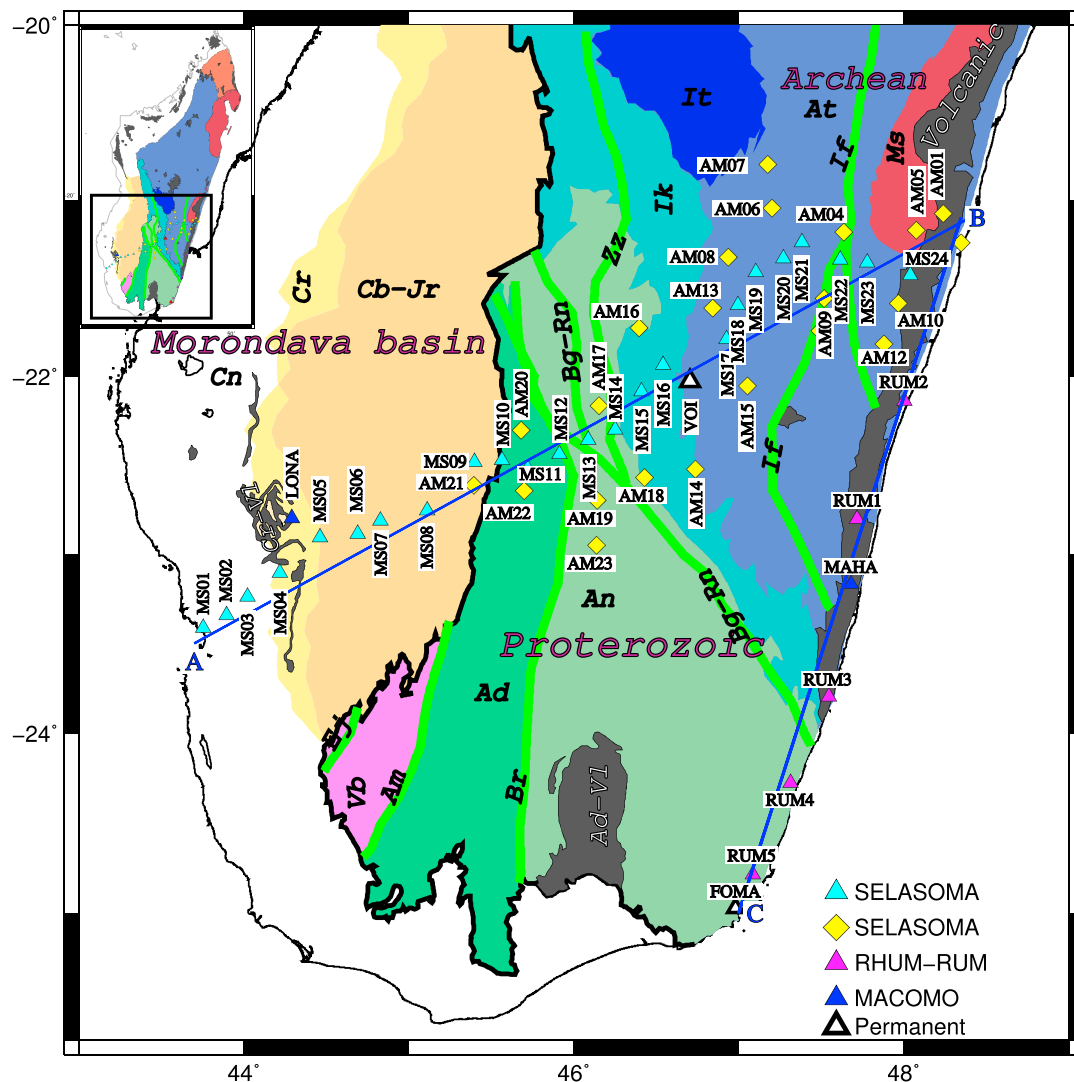 −20˚
−22˚
−24˚
44˚
46˚
48˚
Archean
At
It
If
Ms
Volcanic
AM07
AM05
AM01
AM06
AM04
B
Ik
Zz
AM08
MS24
Cr
Cb−Jr
AM13
MS19
MS20
MS21
MS22
MS23
AM16
AM09
AM10
Morondava basin
Bg−Rn
MS18
AM12
Cn
AM17
MS17
RUM2
AM20
MS14
MS16
VOI
AM15
MS10
MS12
MS15
If
LONA
MS09
MS11
MS13
MS05
MS06
AM21
AM18
AM14
AM22
AM19
RUM1
MS07
MS08
AM23
MAHA
MS01
MS02
MS03
MS04
An
Bg−Rn
A
Proterozoic
RUM3
Ad
Ej
Vb
Am
Br
Ad−Vl
RUM4
RUM5
FOMA
C
SELASOMA
SELASOMA
RHUM−RUM
MACOMO
Permanent